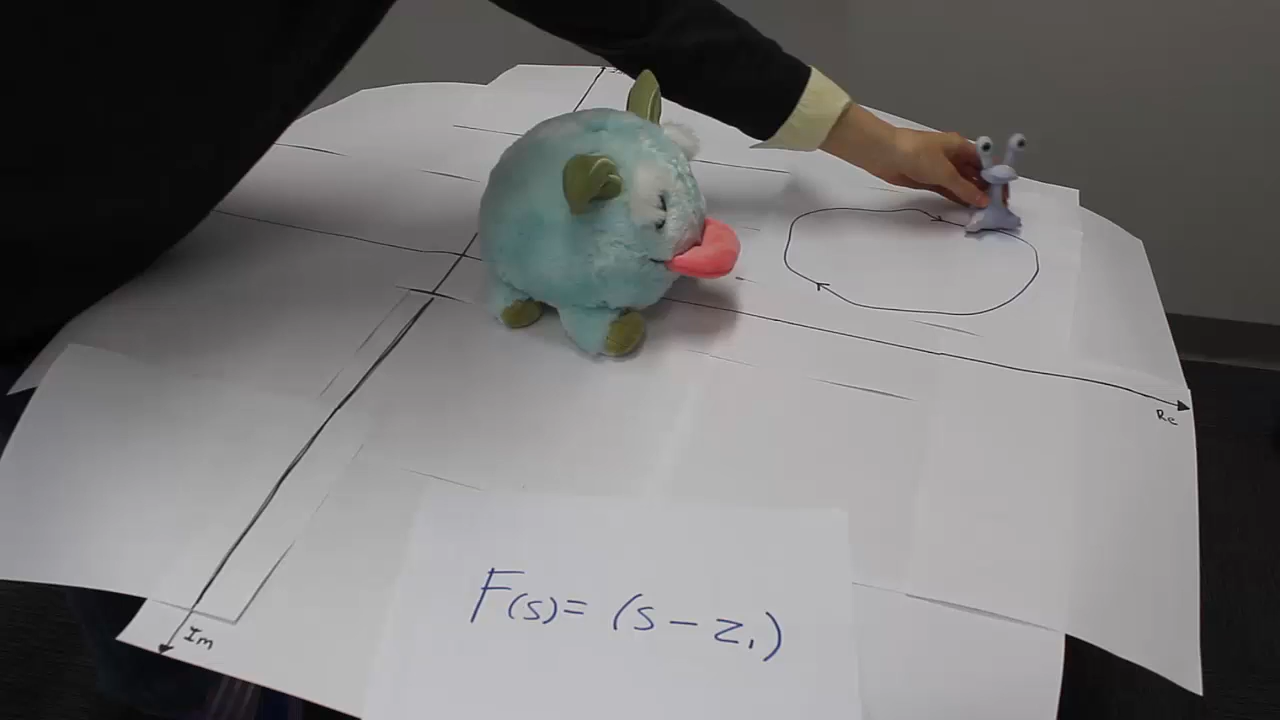 Re
F(s) = (s - z₁)
Im